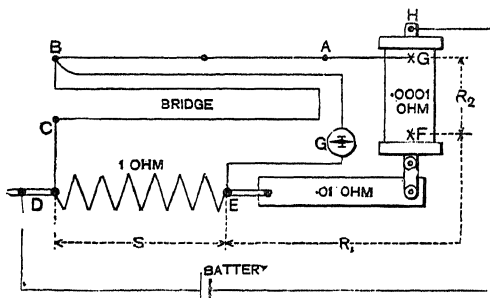 H
B
A
G
·0001
OHM
R₂
BRIDGE
C
G
F
1 OHM
·01 OHM
D
E
S
R₁
BATTERY